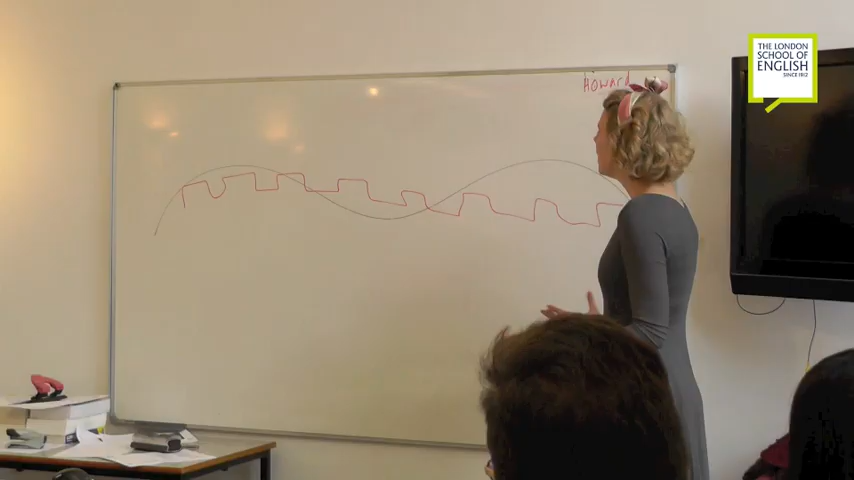 Howard
THE LONDON
SCHOOL OF
ENGLISH
SINCE 1912